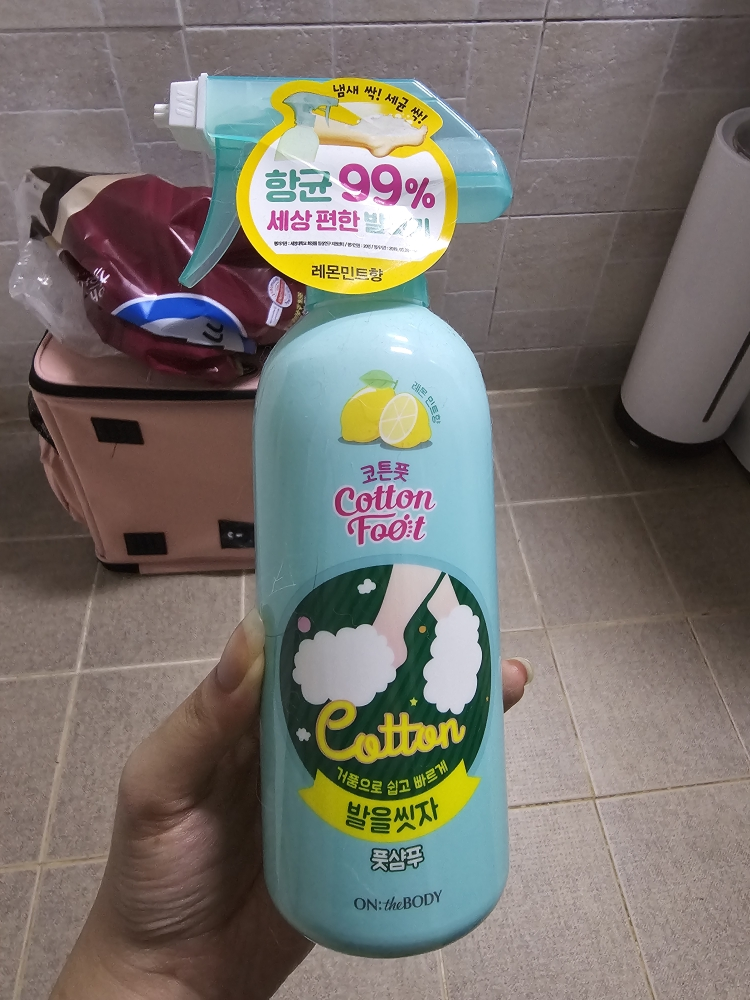 냄새 싹! 세균 싹!
항균 99%
세상 편한
레몬민트향
레몬 민트향
코튼풋
Cotton
Foot
Cotton
거품으로 쉽고 빠르게
발을씻자
풋샴푸
ON: the BODY